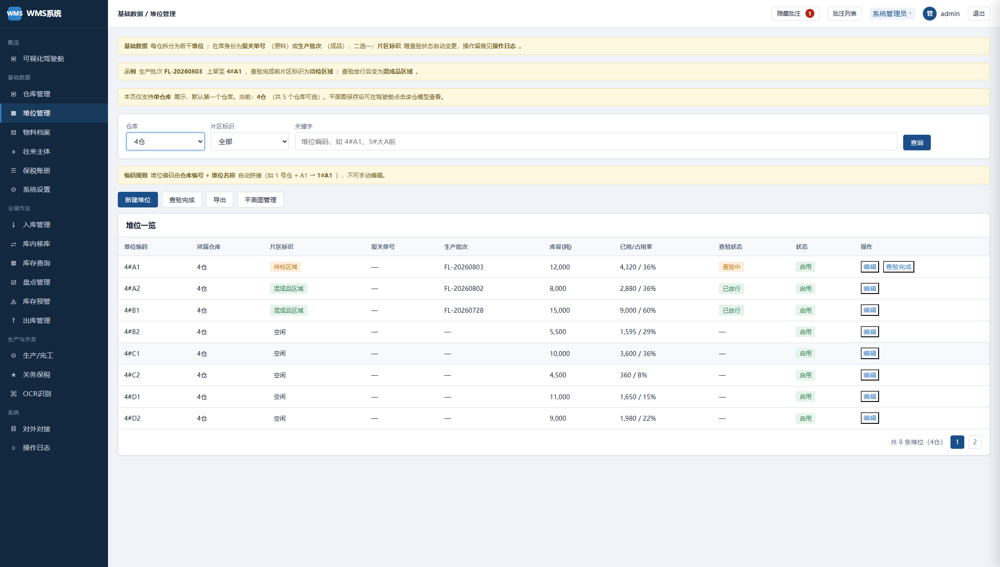 WMS WMS系统
概览
可视化驾驶舱
基础数据
仓库管理
堆位管理
物料档案
往来主体
保税账册
系统设置
仓储作业
入库管理
库内移库
库存查询
盘点管理
库存预警
出库管理
生产与关务
生产/完工
关务保税
OCR识别
系统
对外对接
操作日志
基础数据 / 堆位管理
隐藏批注 1 批注列表 系统管理员 管 admin 退出
基础数据 每仓拆分为若干堆位 ；在库身份为报关单号 （原料）或生产批次 （成品），二选一；片区标识 随查验状态自动变更，操作留痕见操作日志 。
示例 生产批次 FL-20260803 上架至 4#A1 ，查验完成前片区标识为待检区域 ；查验放行后变为混成品区域 。
本页仅支持单仓库 展示，默认第一个仓库。当前：4仓 （共 5 个仓库可选）。平面图保存后可在驾驶舱点击该仓模型查看。
仓库 片区标识 关键字
4仓 全部 堆位编码，如 4#A1、5#大A前 查询
编码规则 堆位编码由仓库编号 + 堆位名称 自动拼接（如 1 号仓 + A1 → 1#A1 ），不可手动编辑。
新建堆位 查验完成 导出 平面图管理
堆位一览
堆位编码 所属仓库 片区标识 报关单号 生产批次 库容(吨) 已用/占用率 查验状态 状态 操作
4#A1 4仓 待检区域 — FL-20260803 12,000 4,320 / 36% 查验中 启用 编辑 查验完成
4#A2 4仓 混成品区域 — FL-20260802 8,000 2,880 / 36% 已放行 启用 编辑
4#B1 4仓 混成品区域 — FL-20260728 15,000 9,000 / 60% 已放行 启用 编辑
4#B2 4仓 空闲 — — 5,500 1,595 / 29% — 启用 编辑
4#C1 4仓 空闲 — — 10,000 3,600 / 36% — 启用 编辑
4#C2 4仓 空闲 — — 4,500 360 / 8% — 启用 编辑
4#D1 4仓 空闲 — — 11,000 1,650 / 15% — 启用 编辑
4#D2 4仓 空闲 — — 9,000 1,980 / 22% — 启用 编辑
共 8 条堆位（4仓） 1 2